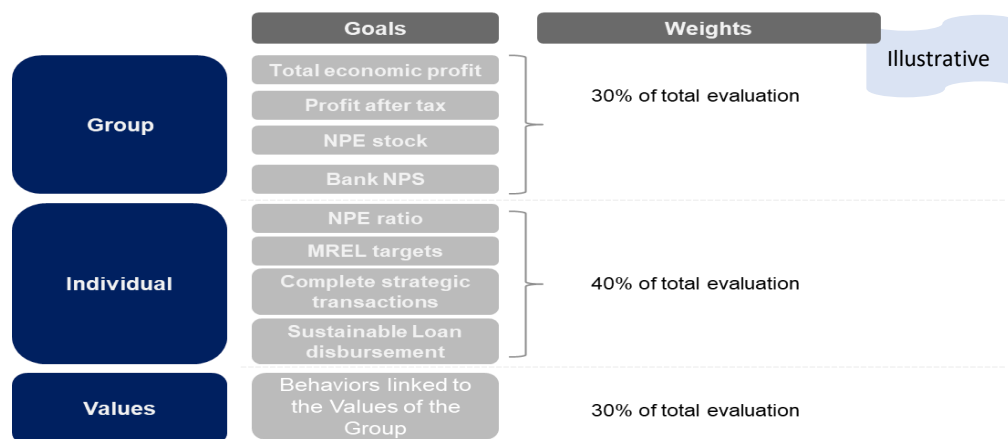 Goals
Weights
Illustrative
Group
Total economic profit
Profit after tax
NPE stock
Bank NPS
30% of total evaluation
Individual
NPE ratio
MREL targets
Complete strategic
transactions
Sustainable Loan
disbursement
40% of total evaluation
Values
Behaviors linked to
the Values of the
Group
30% of total evaluation